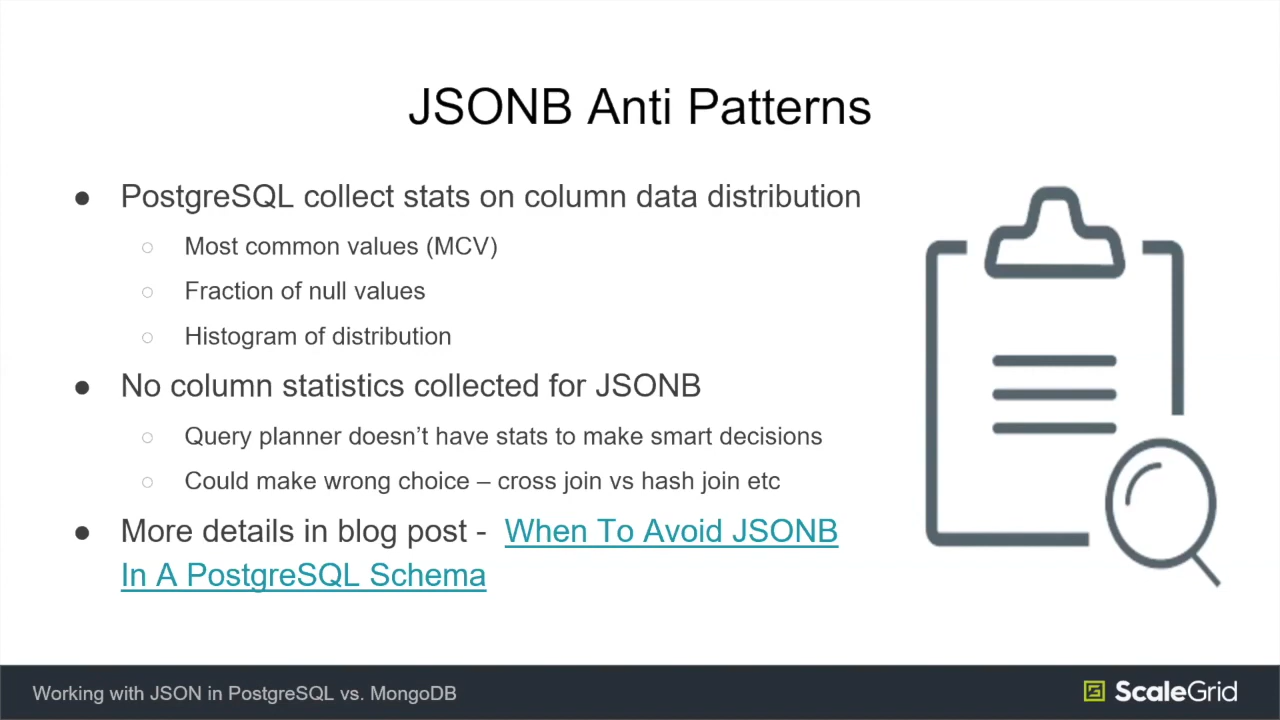 JSONB Anti Patterns
● PostgreSQL collect stats on column data distribution
○ Most common values (MCV)
○ Fraction of null values
○ Histogram of distribution
● No column statistics collected for JSONB
○ Query planner doesn’t have stats to make smart decisions
○ Could make wrong choice – cross join vs hash join etc
● More details in blog post - When To Avoid JSONB
In A PostgreSQL Schema
Working with JSON in PostgreSQL vs. MongoDB
ScaleGrid